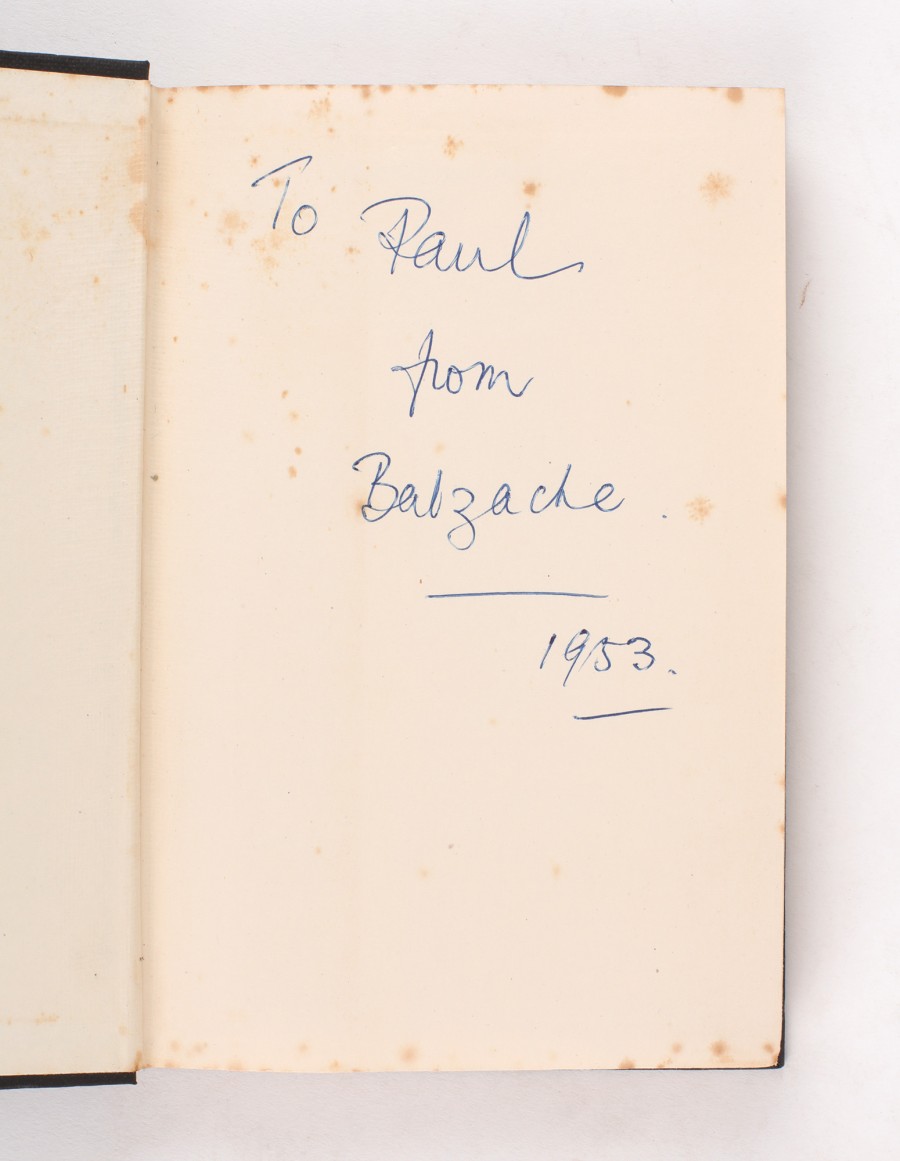 To Paul
from
Balzache.
1953.